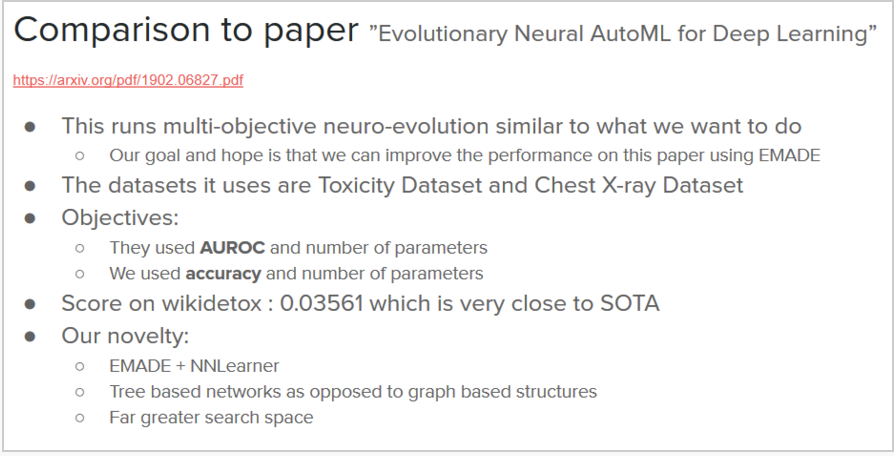 Comparison to paper ”Evolutionary Neural AutoML for Deep Learning”
https://arxiv.org/pdf/1902.06827.pdf
● This runs multi-objective neuro-evolution similar to what we want to do
○ Our goal and hope is that we can improve the performance on this paper using EMADE
● The datasets it uses are Toxicity Dataset and Chest X-ray Dataset
● Objectives:
○ They used AUROC and number of parameters
○ We used accuracy and number of parameters
● Score on wikidetox : 0.03561 which is very close to SOTA
● Our novelty:
○ EMADE + NNLearner
○ Tree based networks as opposed to graph based structures
○ Far greater search space